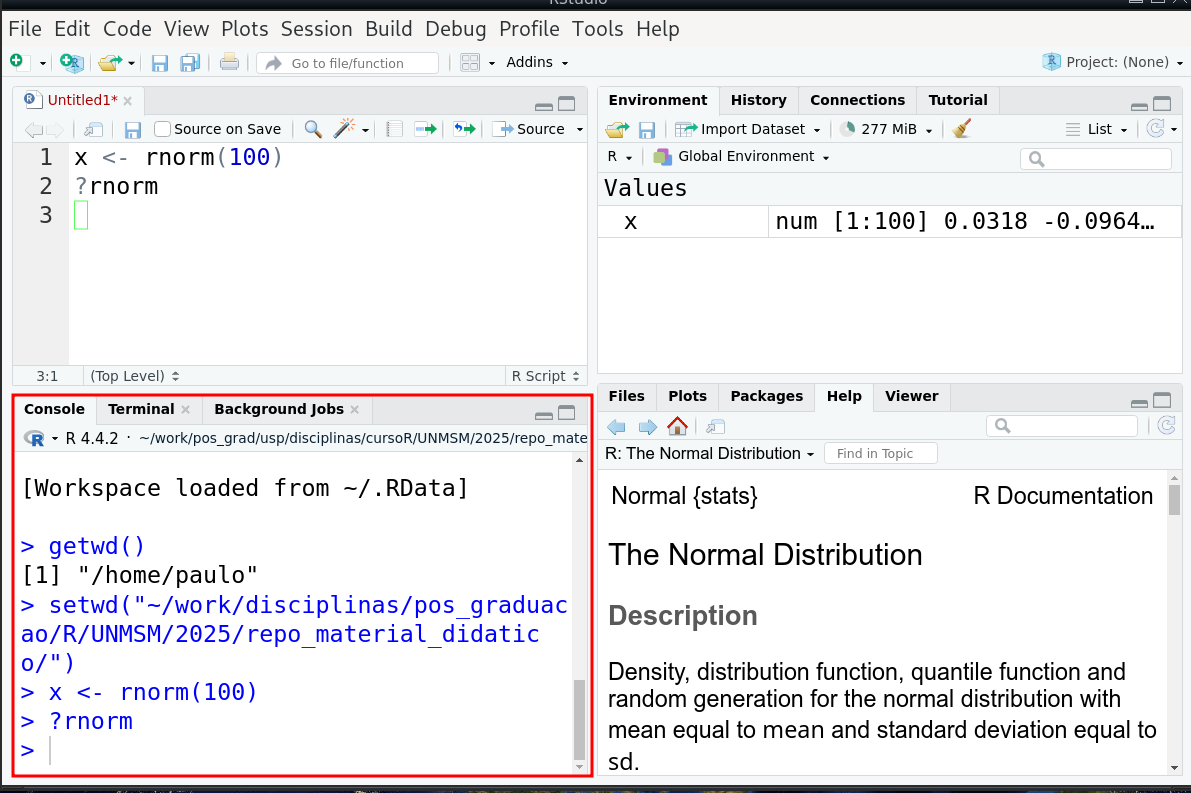 RStudio
File Edit Code View Plots Session Build Debug Profile Tools Help
Go to file/function Addins Project: (None)
Untitled1*
Source on Save Source
1 x <- rnorm(100)
2 ?rnorm
3
3:1 (Top Level) R Script
Console Terminal Background Jobs
R 4.4.2 · ~/work/pos_grad/usp/disciplinas/cursoR/UNMSM/2025/repo_mate
[Workspace loaded from ~/.RData]
> getwd()
[1] "/home/paulo"
> setwd("~/work/disciplinas/pos_graduac
ao/R/UNMSM/2025/repo_material_didatic
o/")
> x <- rnorm(100)
> ?rnorm
>
Environment History Connections Tutorial
Import Dataset 277 MiB List
R Global Environment
Values
x num [1:100] 0.0318 -0.0964…
Files Plots Packages Help Viewer
R: The Normal Distribution Find in Topic
Normal {stats} R Documentation
The Normal Distribution
Description
Density, distribution function, quantile function and
random generation for the normal distribution with
mean equal to mean and standard deviation equal to
sd.